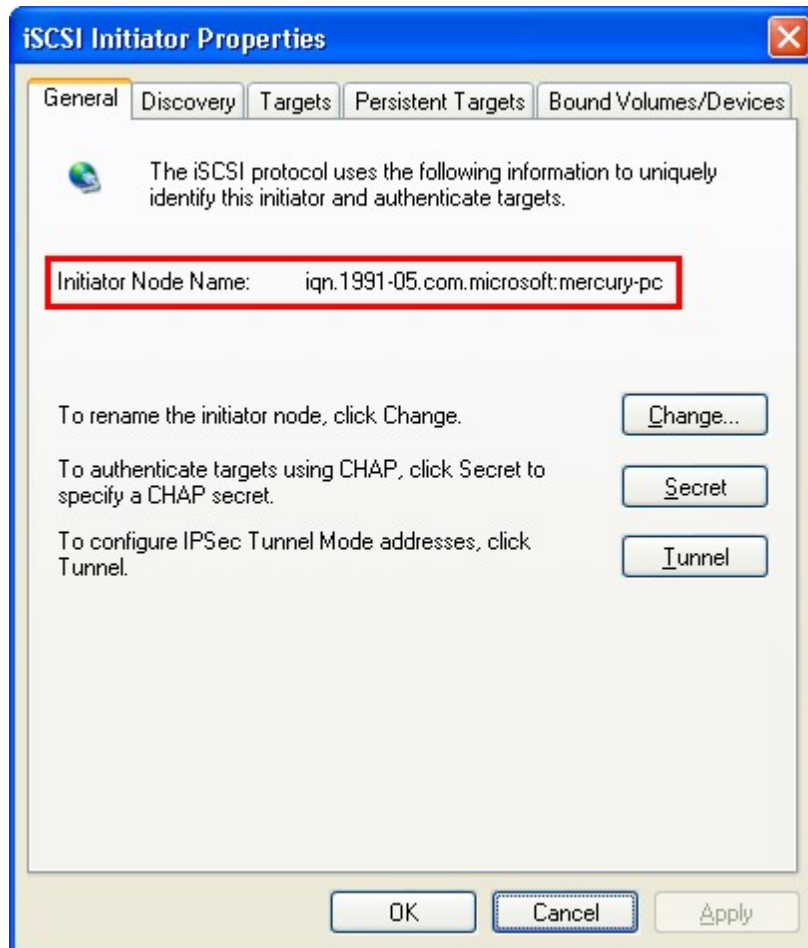 iSCSI Initiator Properties
General Discovery Targets Persistent Targets Bound Volumes/Devices
The iSCSI protocol uses the following information to uniquely
identify this initiator and authenticate targets.
Initiator Node Name: iqn.1991-05.com.microsoft:mercury-pc
To rename the initiator node, click Change.
Change...
To authenticate targets using CHAP, click Secret to
specify a CHAP secret.
Secret
To configure IPSec Tunnel Mode addresses, click
Tunnel.
Tunnel
OK Cancel Apply